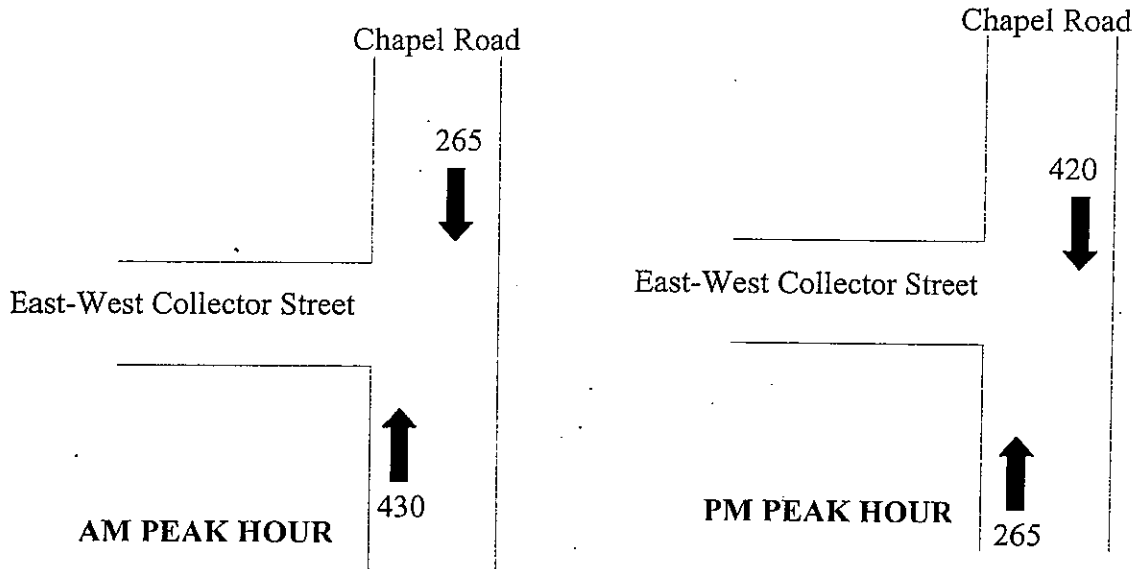 Chapel Road
265
East-West Collector Street
430
AM PEAK HOUR
Chapel Road
420
East-West Collector Street
PM PEAK HOUR
265